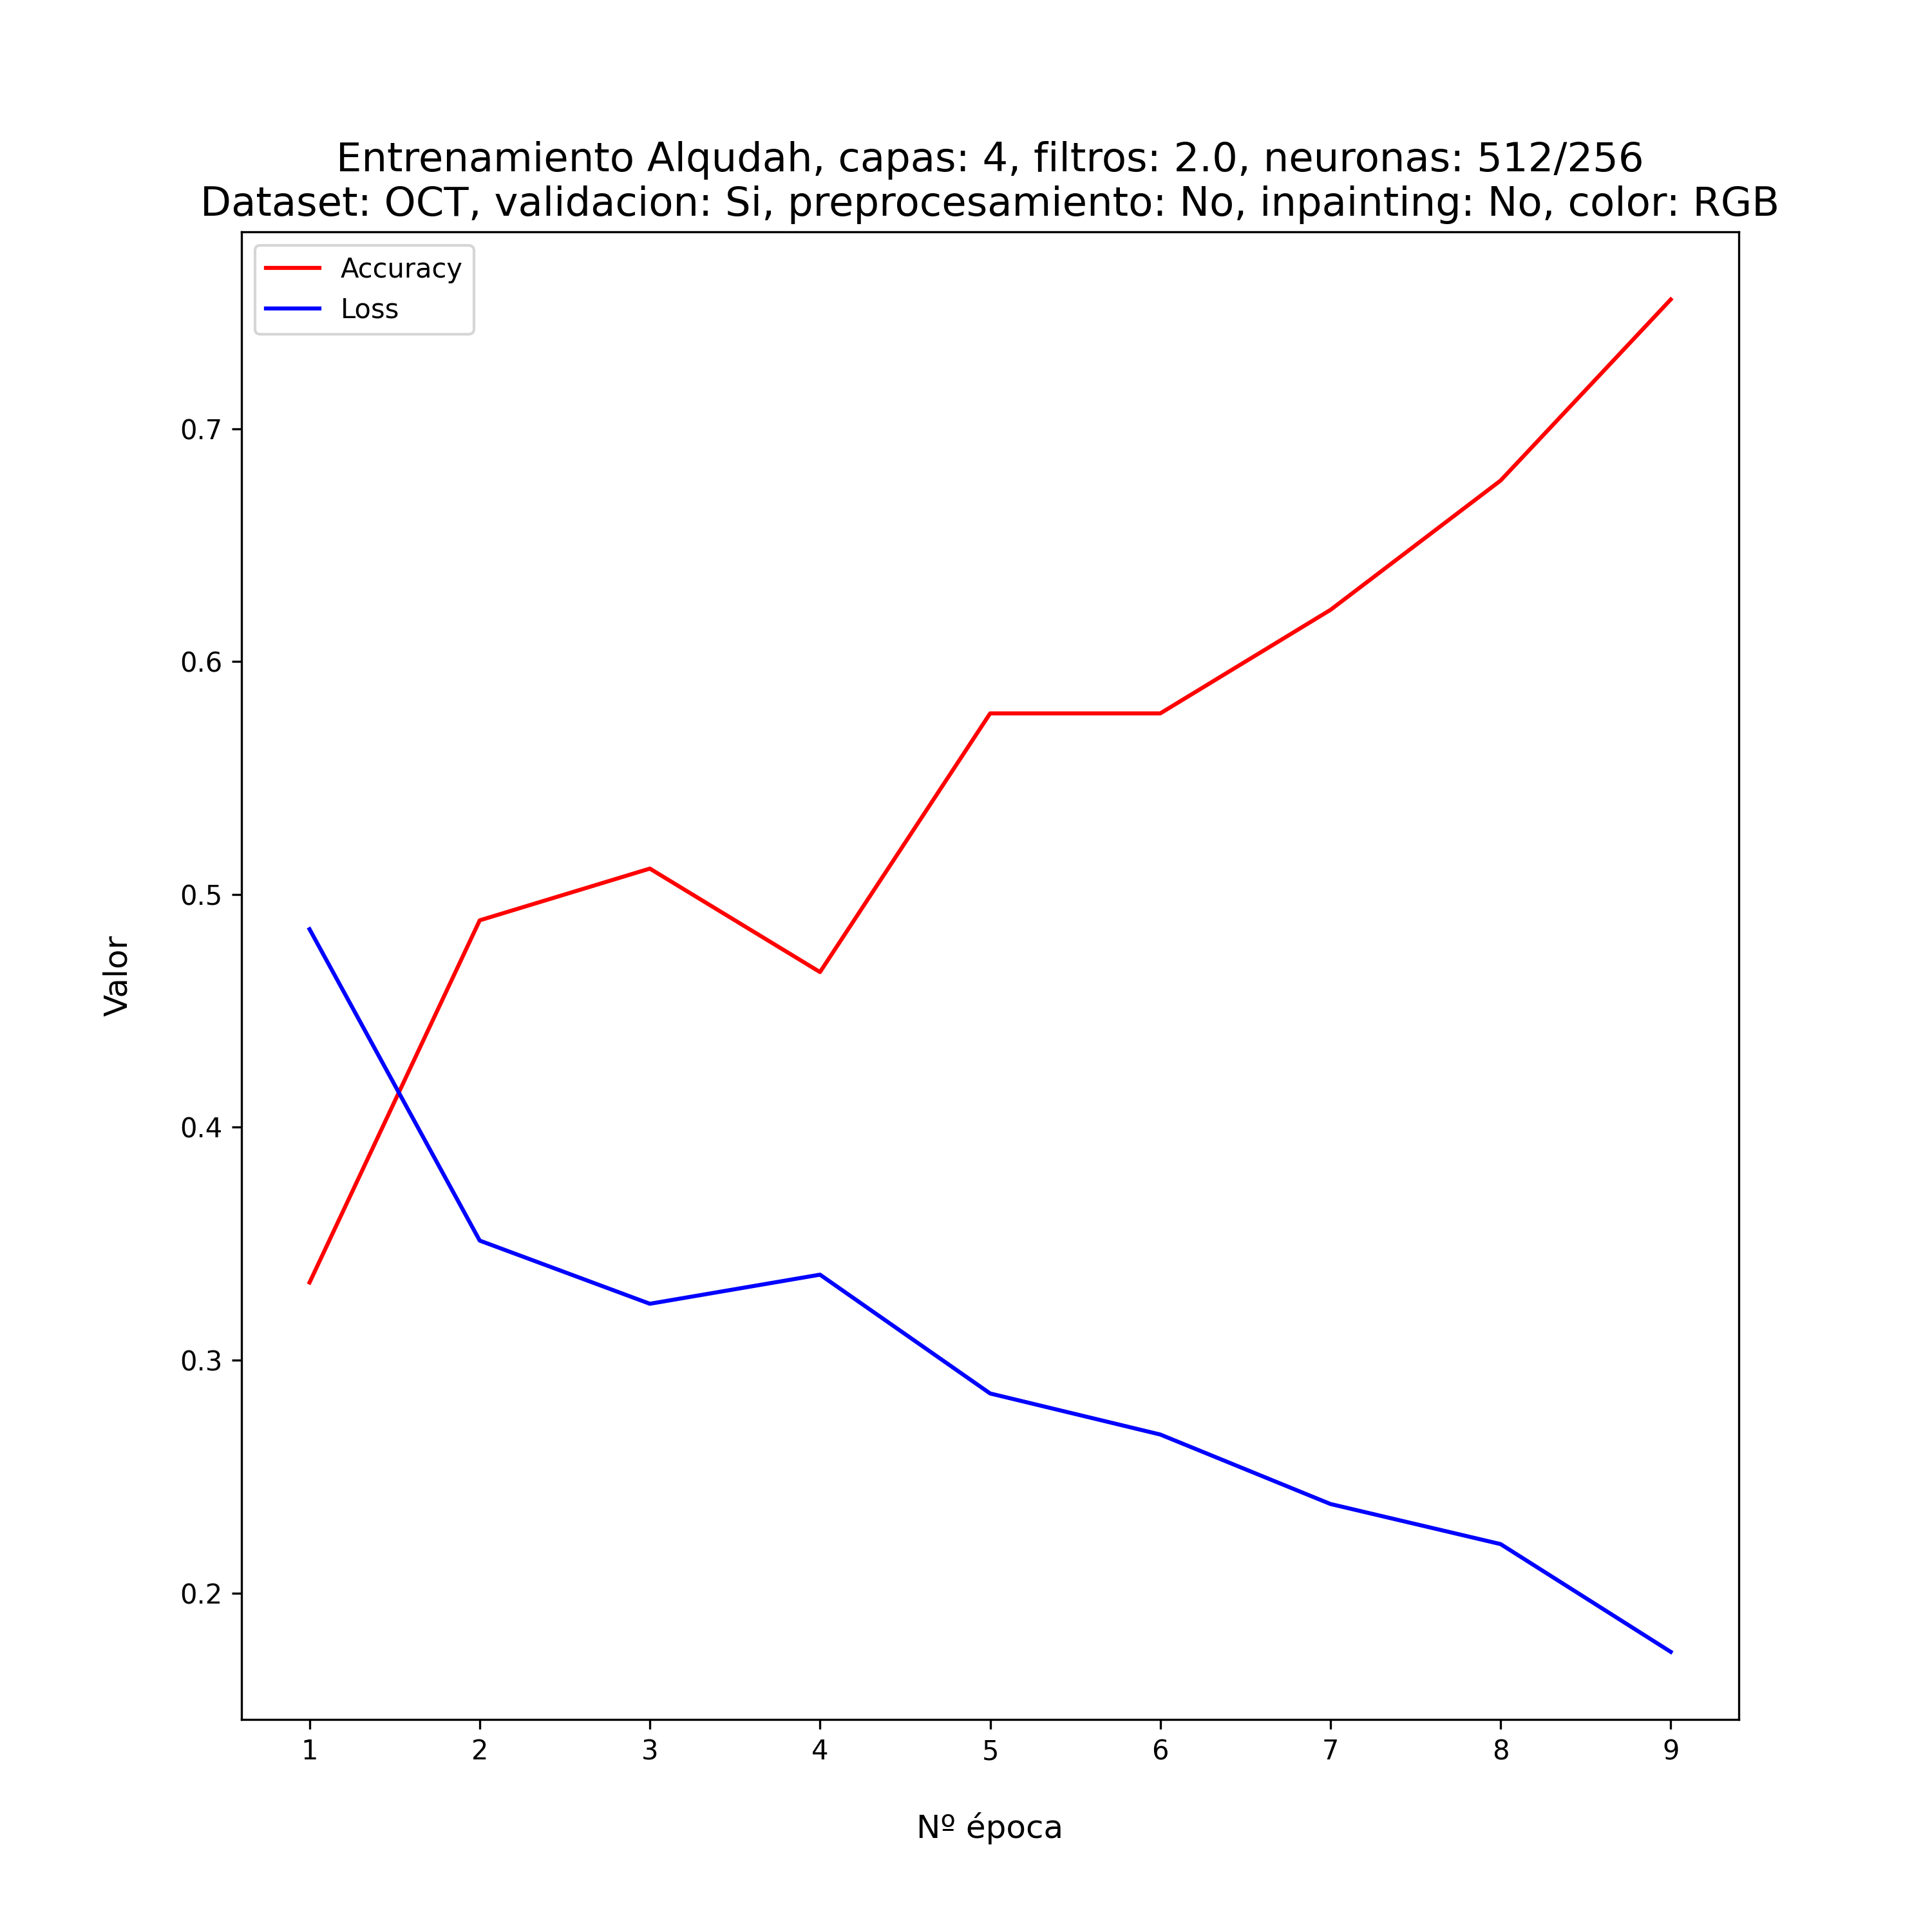 Entrenamiento Alqudah, capas: 4, filtros: 2.0, neuronas: 512/256
Dataset: OCT, validacion: Si, preprocesamiento: No, inpainting: No, color: RGB
Accuracy
Loss
0.7
0.6
0.5
0.4
0.3
0.2
Valor
1 2 3 4 5 6 7 8 9
Nº época